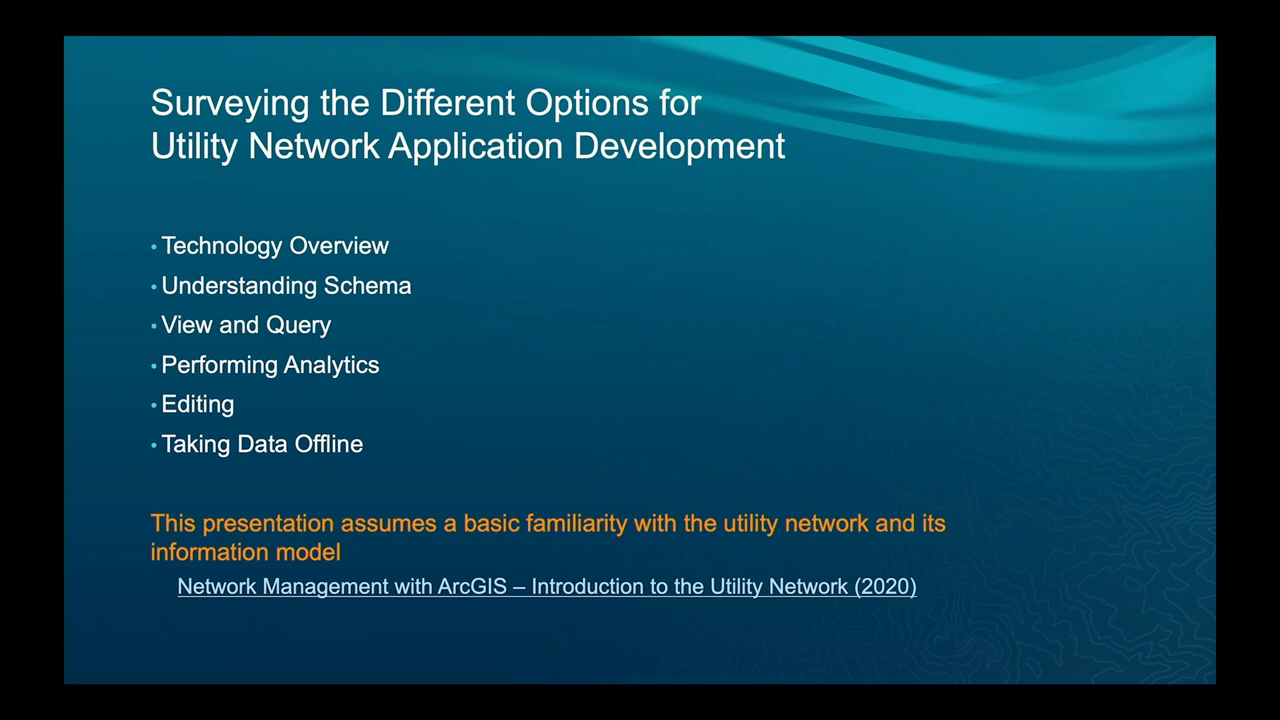 Surveying the Different Options for
Utility Network Application Development
• Technology Overview
• Understanding Schema
• View and Query
• Performing Analytics
• Editing
• Taking Data Offline
This presentation assumes a basic familiarity with the utility network and its
information model
Network Management with ArcGIS – Introduction to the Utility Network (2020)